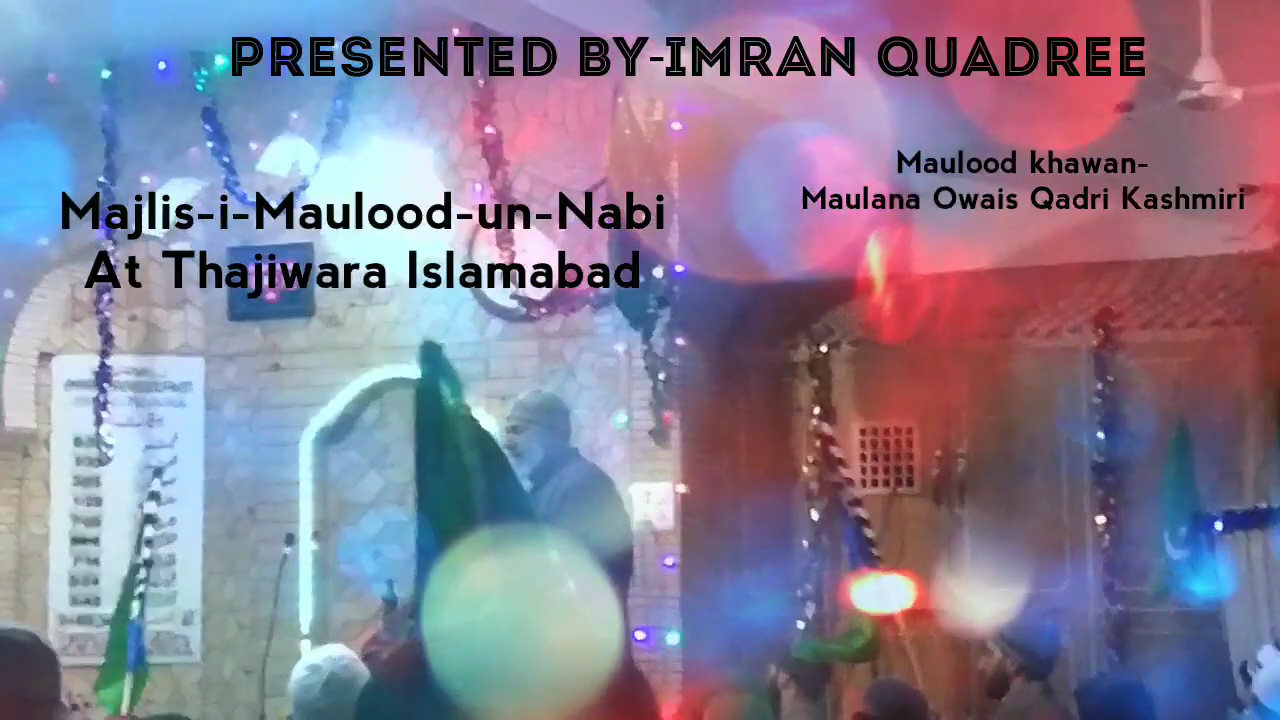 PRESENTED BY-IMRAN QUADREE
Maulood khawan-
Maulana Owais Qadri Kashmiri
Majlis-i-Maulood-un-Nabi
At Thajiwara Islamabad